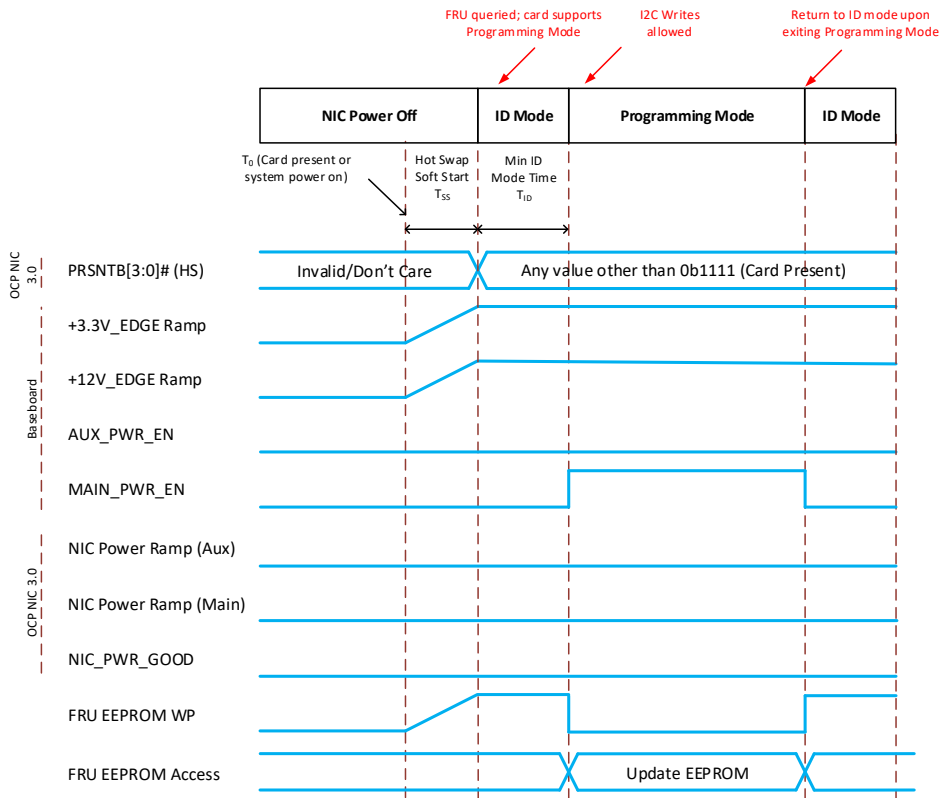 FRU queried; card supports
Programming Mode
I2C Writes
allowed
Return to ID mode upon
exiting Programming Mode
NIC Power Off
ID Mode
Programming Mode
ID Mode
T0 (Card present or
system power on)
Hot Swap
Soft Start
TSS
Min ID
Mode Time
TID
OCP NIC
3.0
PRSNTB[3:0]# (HS)
Invalid/Don't Care
Any value other than 0b1111 (Card Present)
Baseboard
+3.3V_EDGE Ramp
+12V_EDGE Ramp
AUX_PWR_EN
MAIN_PWR_EN
OCP NIC 3.0
NIC Power Ramp (Aux)
NIC Power Ramp (Main)
NIC_PWR_GOOD
FRU EEPROM WP
FRU EEPROM Access
Update EEPROM